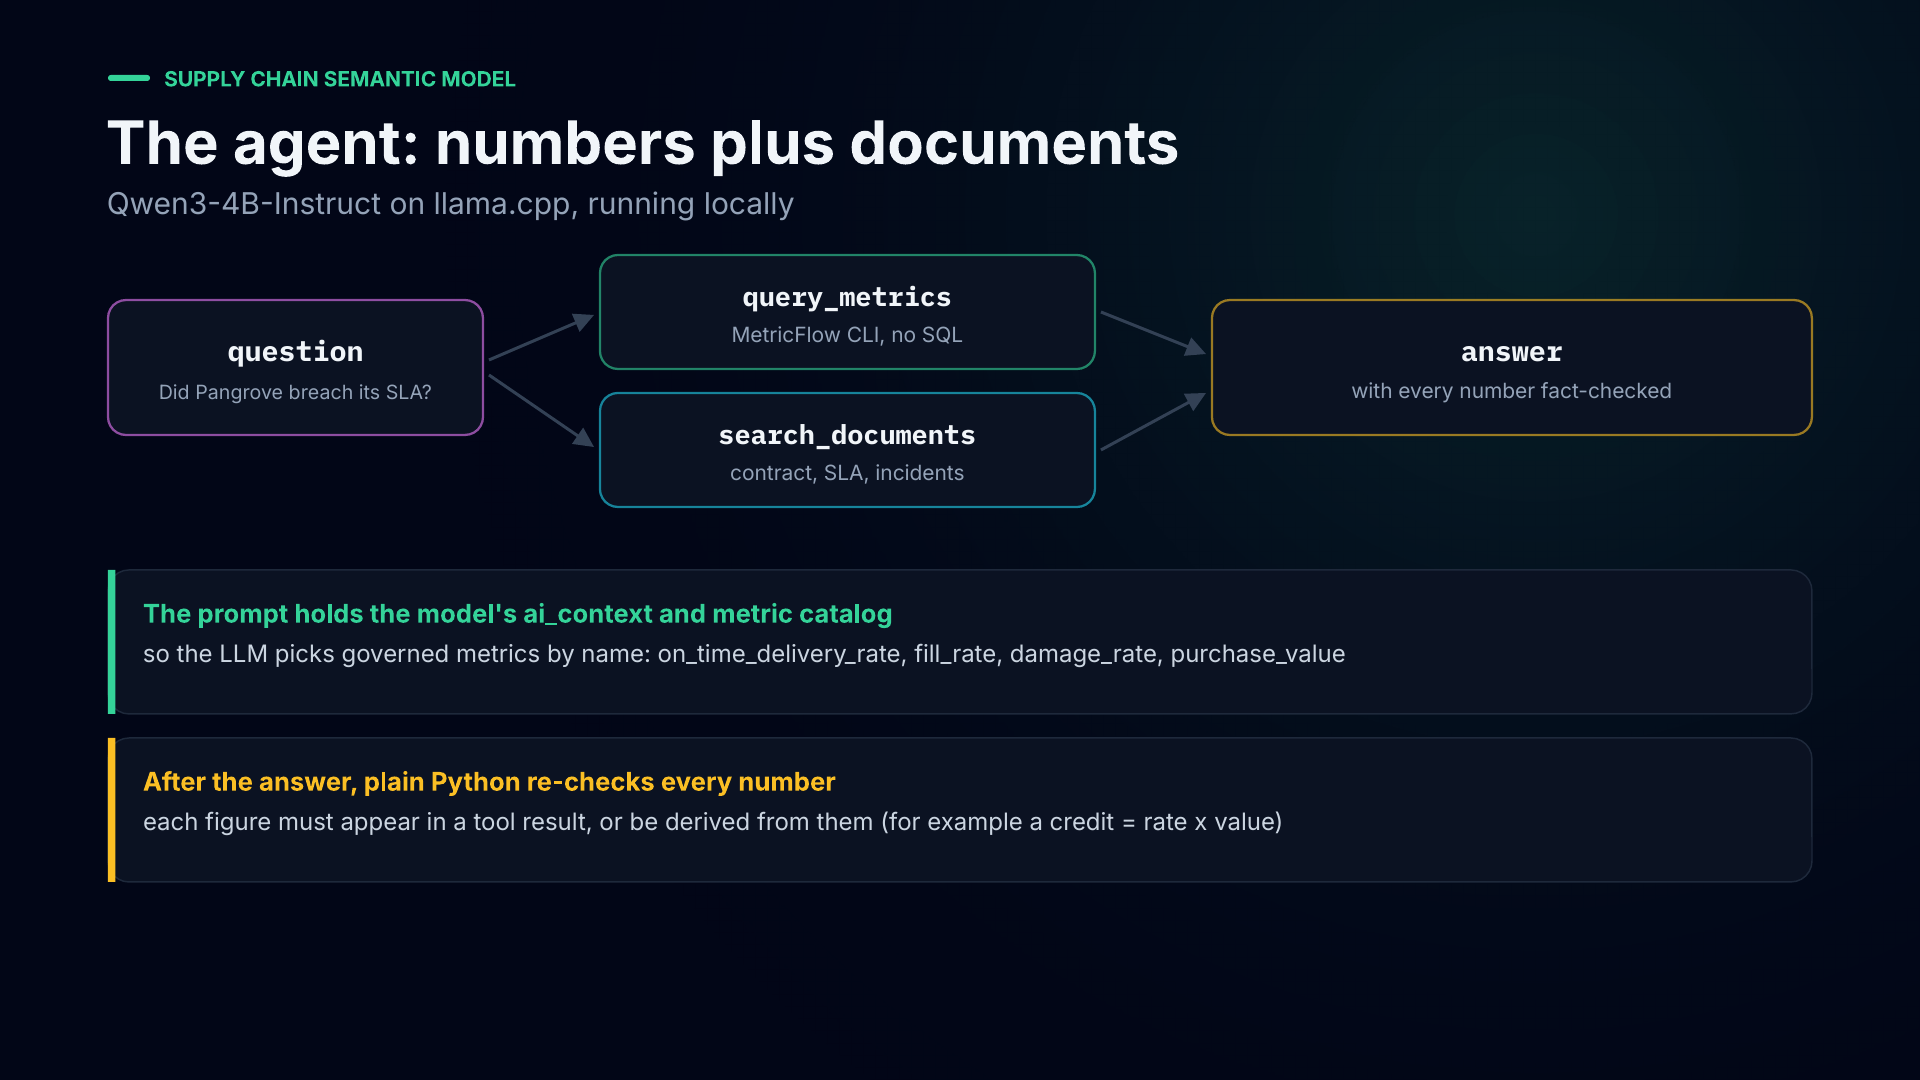 SUPPLY CHAIN SEMANTIC MODEL
The agent: numbers plus documents
Qwen3-4B-Instruct on llama.cpp, running locally
question
Did Pangrove breach its SLA?
query_metrics
MetricFlow CLI, no SQL
search_documents
contract, SLA, incidents
answer
with every number fact-checked
The prompt holds the model's ai_context and metric catalog
so the LLM picks governed metrics by name: on_time_delivery_rate, fill_rate, damage_rate, purchase_value
After the answer, plain Python re-checks every number
each figure must appear in a tool result, or be derived from them (for example a credit = rate x value)